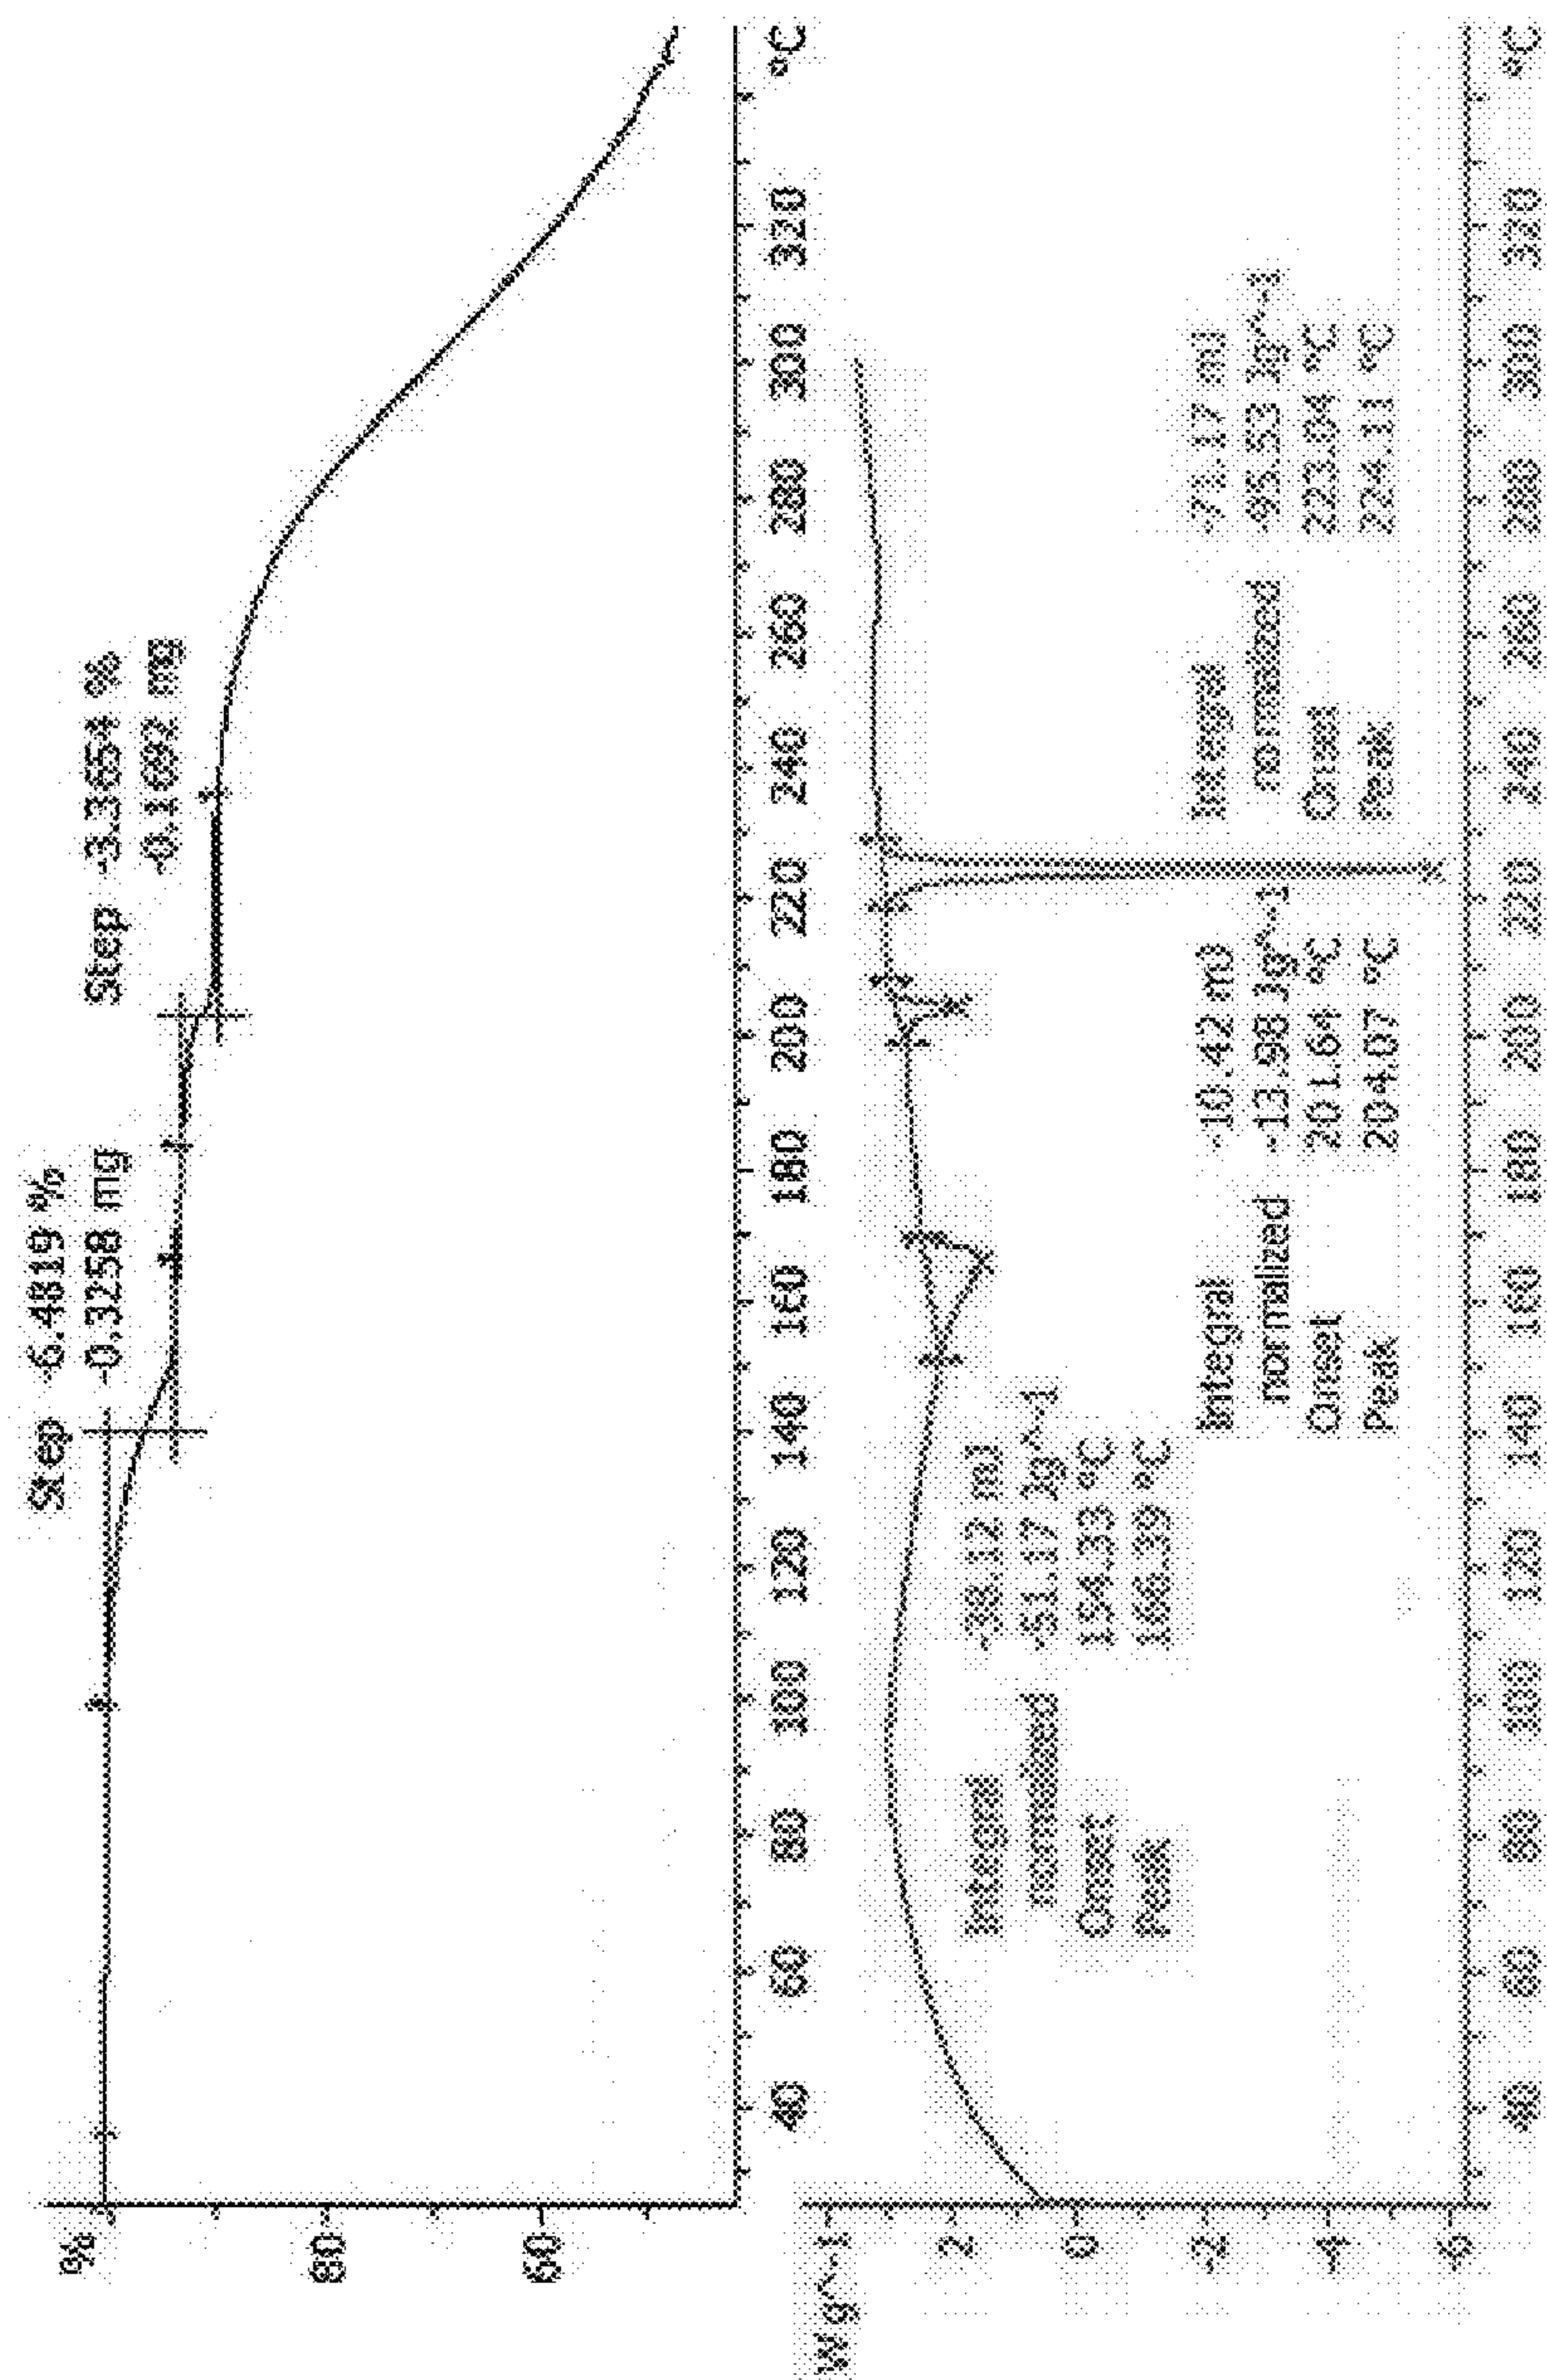 Step -6.4819 %
-0.3258 mg
Step -3.3654 %
-0.1692 mg
%
80
60
40 60 80 100 120 140 160 180 200 220 240 260 280 300 320 °C
Wg^-1
2
0
-2
-4
-6
Integral -38.12 mJ
normalized -51.17 Jg^-1
Onset 154.33 °C
Peak 166.39 °C
Integral -10.42 mJ
normalized -13.98 Jg^-1
Onset 201.64 °C
Peak 204.07 °C
Integral
normalized -95.53 Jg^-1
Onset 223.04 °C
Peak 224.11 °C
40 60 80 100 120 140 160 180 200 220 240 260 280 300 320 °C